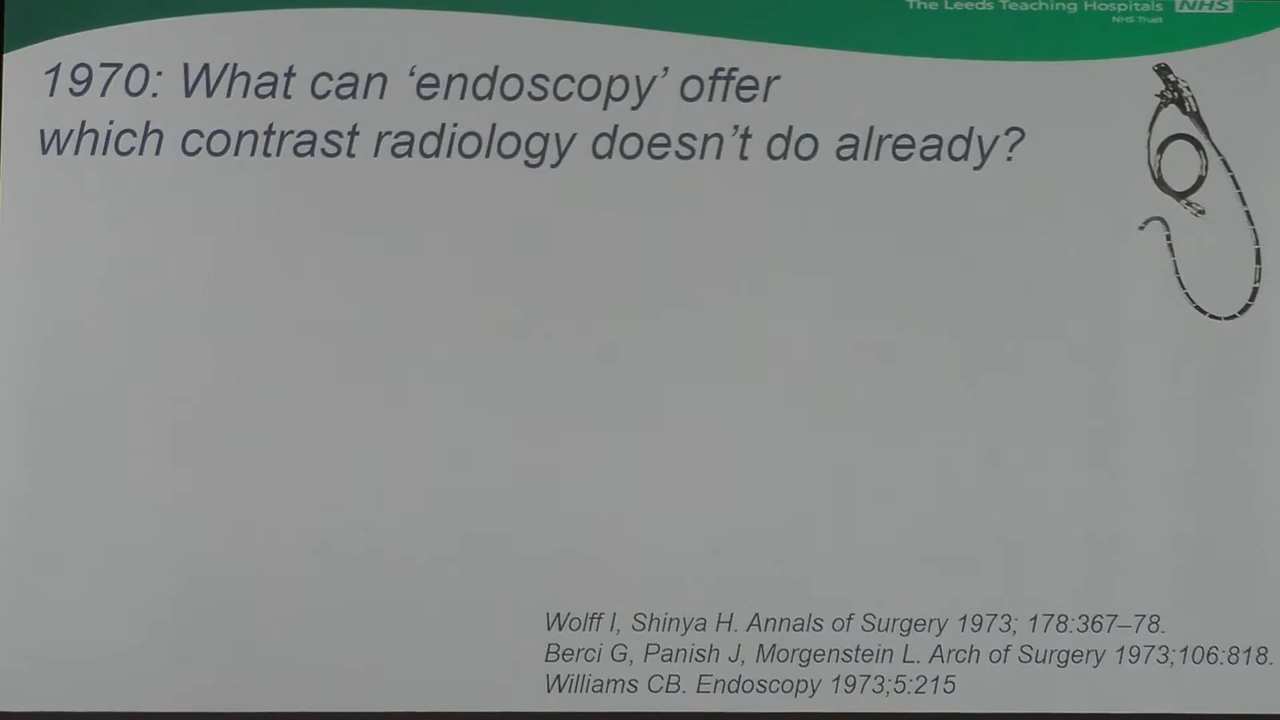 The Leeds Teaching Hospitals NHS
NHS Trust
1970: What can ‘endoscopy’ offer
which contrast radiology doesn’t do already?
Wolff I, Shinya H. Annals of Surgery 1973; 178:367–78.
Berci G, Panish J, Morgenstein L. Arch of Surgery 1973;106:818.
Williams CB. Endoscopy 1973;5:215